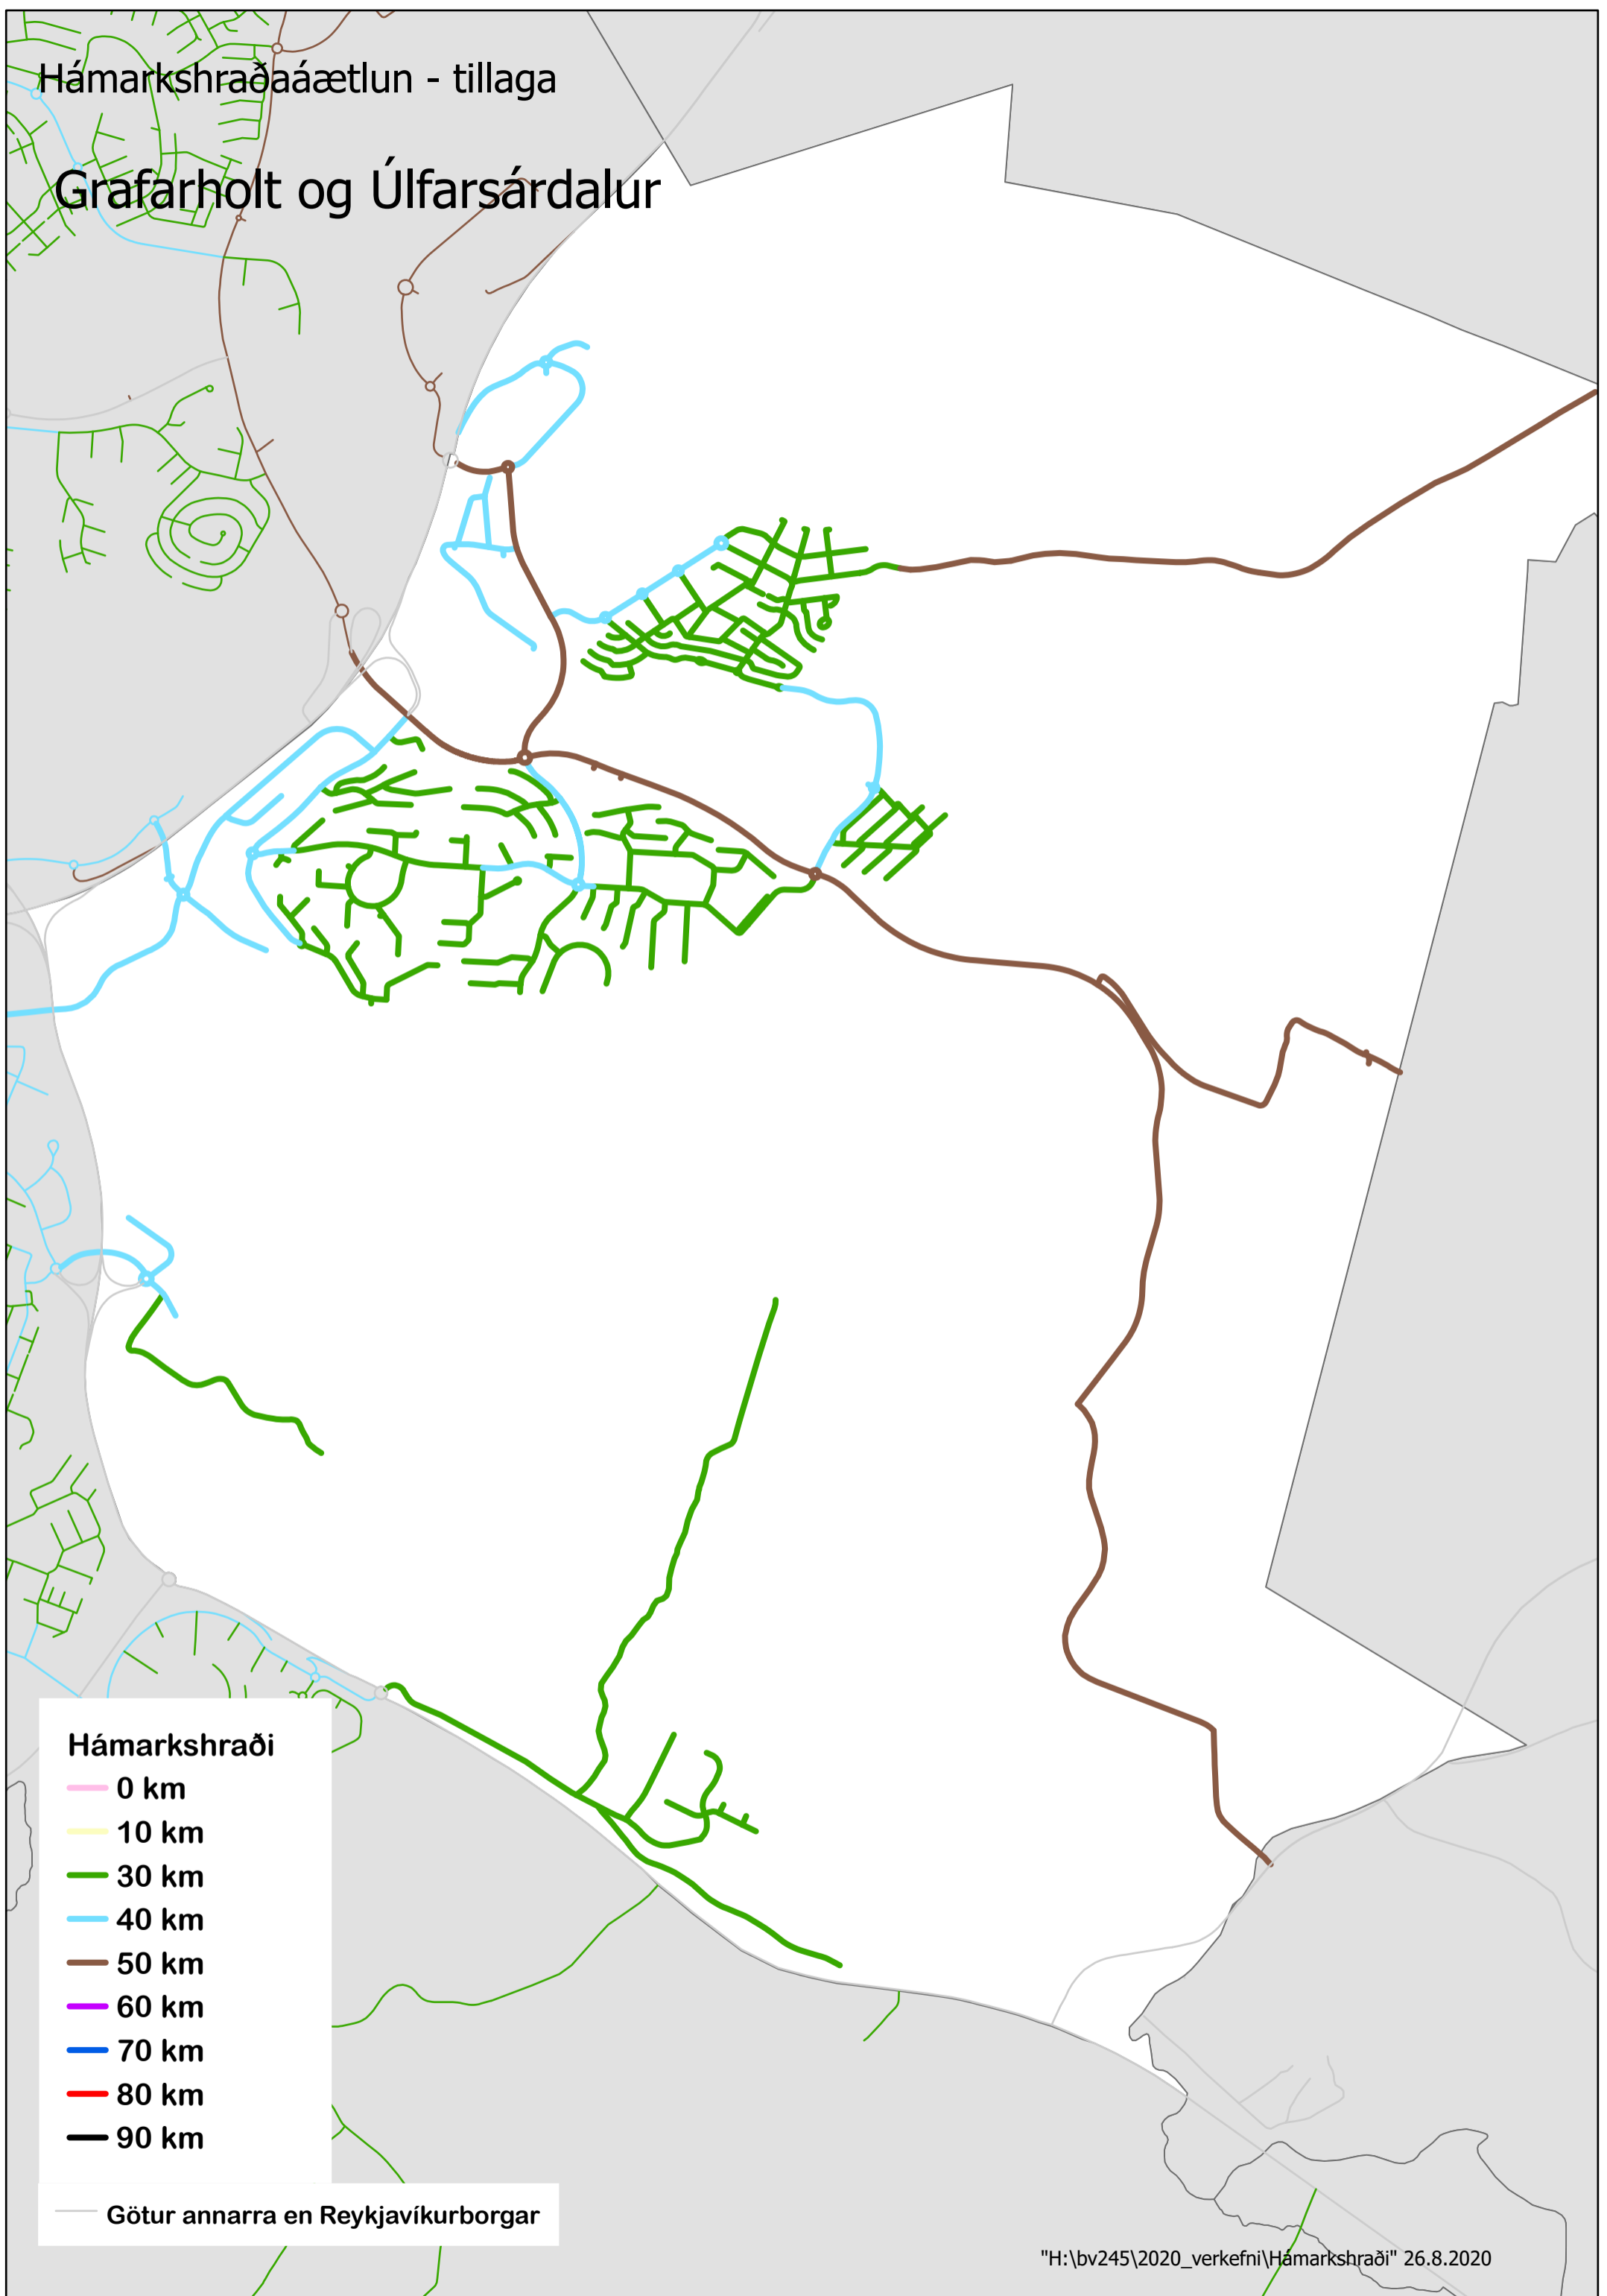 Hámarkshraðaáætlun - tillaga
Grafarholt og Úlfarsárdalur
Hámarkshraði
0 km
10 km
30 km
40 km
50 km
60 km
70 km
80 km
90 km
Götur annarra en Reykjavíkurborgar
"H:\bv245\2020_verkefni\Hámarkshraði" 26.8.2020